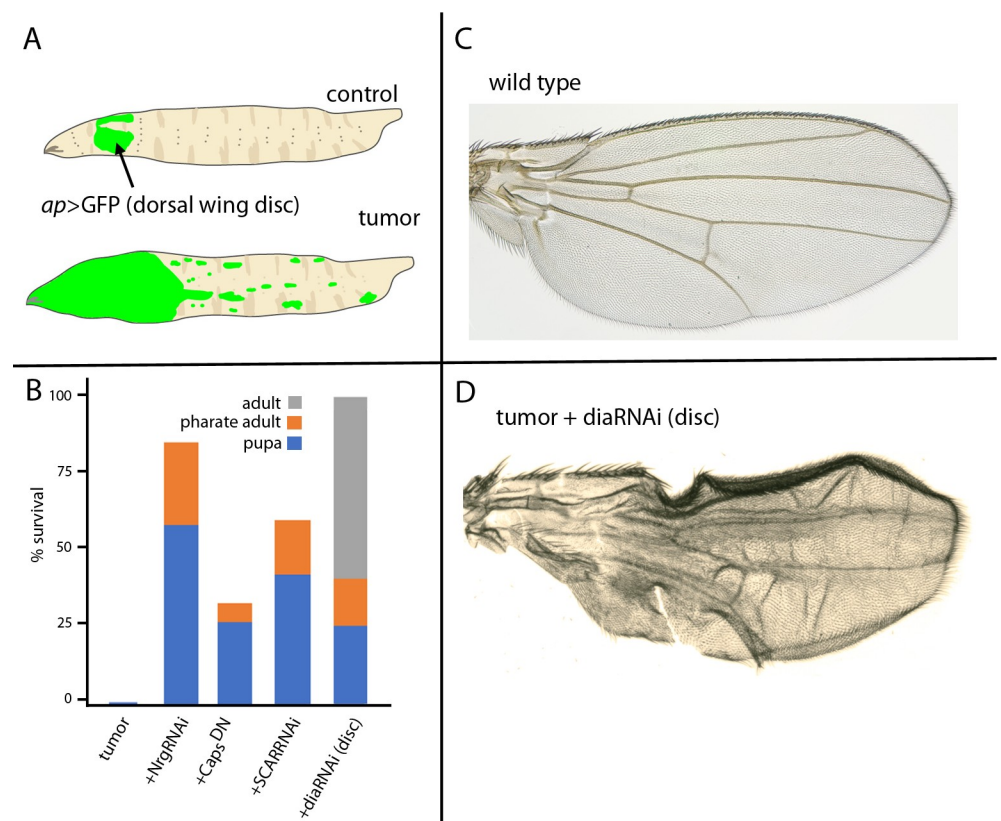 A
control
ap>GFP (dorsal wing disc)
tumor
B
100
75
50
25
0
% survival
adult
pharate adult
pupa
tumor
+NrgRNAi
+Caps DN
+SCARRNAi
+diaRNAi (disc)
C
wild type
D
tumor + diaRNAi (disc)